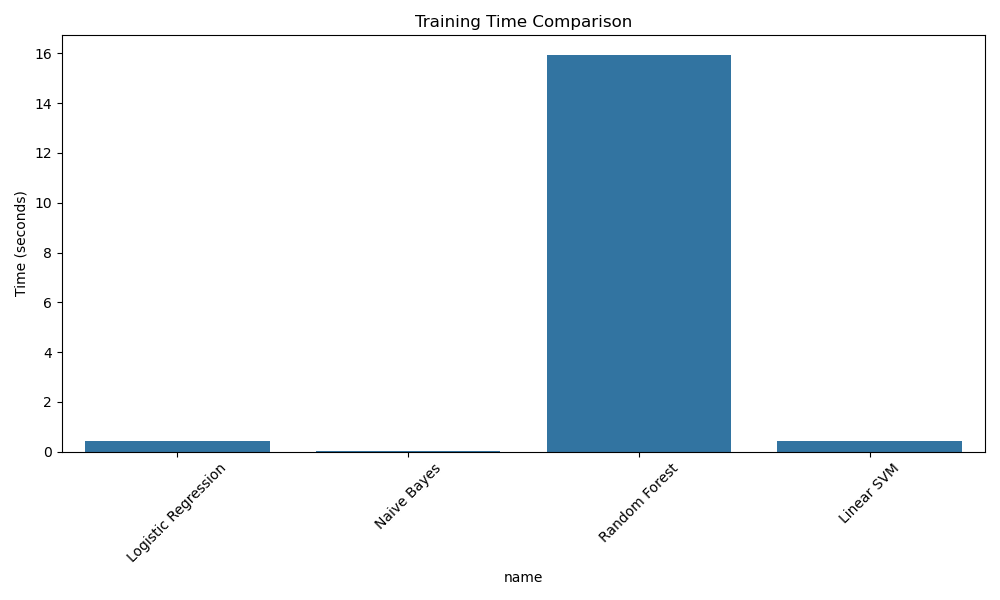 Training Time Comparison
16
14
12
10
8
6
4
2
0
Time (seconds)
Logistic Regression
Naive Bayes
Random Forest
Linear SVM
name